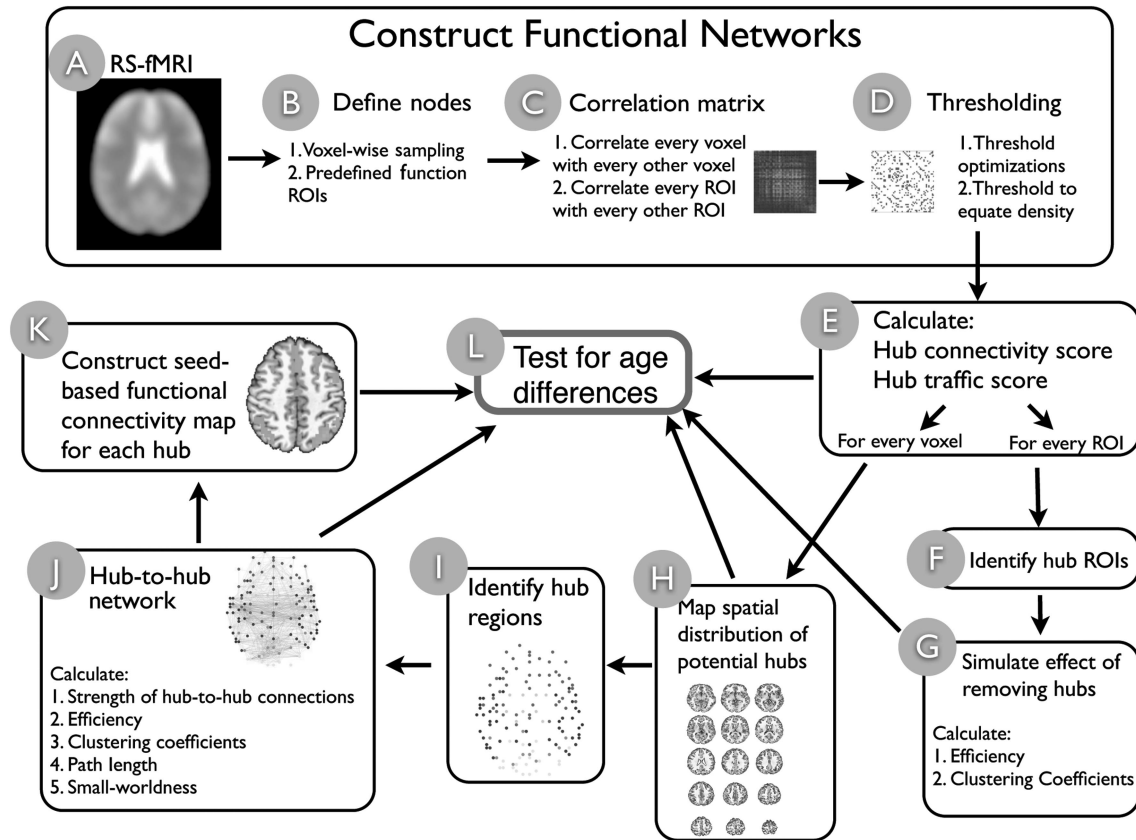 Construct Functional Networks
A RS-fMRI
B Define nodes
1. Voxel-wise sampling
2. Predefined function
ROIs
C Correlation matrix
1. Correlate every voxel
with every other voxel
2. Correlate every ROI
with every other ROI
D Thresholding
1. Threshold
optimizations
2.Threshold to
equate density
E Calculate:
Hub connectivity score
Hub traffic score
For every voxel
For every ROI
F Identify hub ROIs
G Simulate effect of
removing hubs
Calculate:
1. Efficiency
2. Clustering Coefficients
H Map spatial
distribution of
potential hubs
I Identify hub
regions
J Hub-to-hub
network
Calculate:
1. Strength of hub-to-hub connections
2. Efficiency
3. Clustering coefficients
4. Path length
5. Small-worldness
K Construct seed-
based functional
connectivity map
for each hub
L Test for age
differences